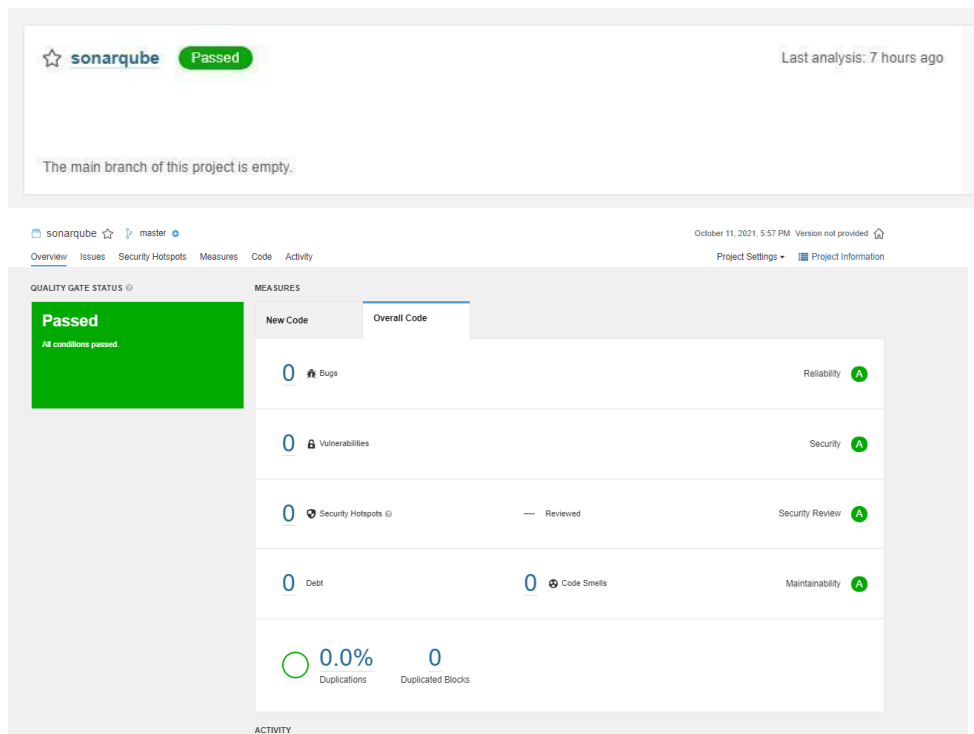 sonarqube Passed Last analysis: 7 hours ago
The main branch of this project is empty.
sonarqube master October 11, 2021, 5:57 PM Version not provided
Overview Issues Security Hotspots Measures Code Activity Project Settings Project Information
QUALITY GATE STATUS MEASURES
Passed
All conditions passed.
New Code Overall Code
0 Bugs Reliability A
0 Vulnerabilities Security A
0 Security Hotspots — Reviewed Security Review A
0 Debt 0 Code Smells Maintainability A
0.0% 0
Duplications Duplicated Blocks
ACTIVITY